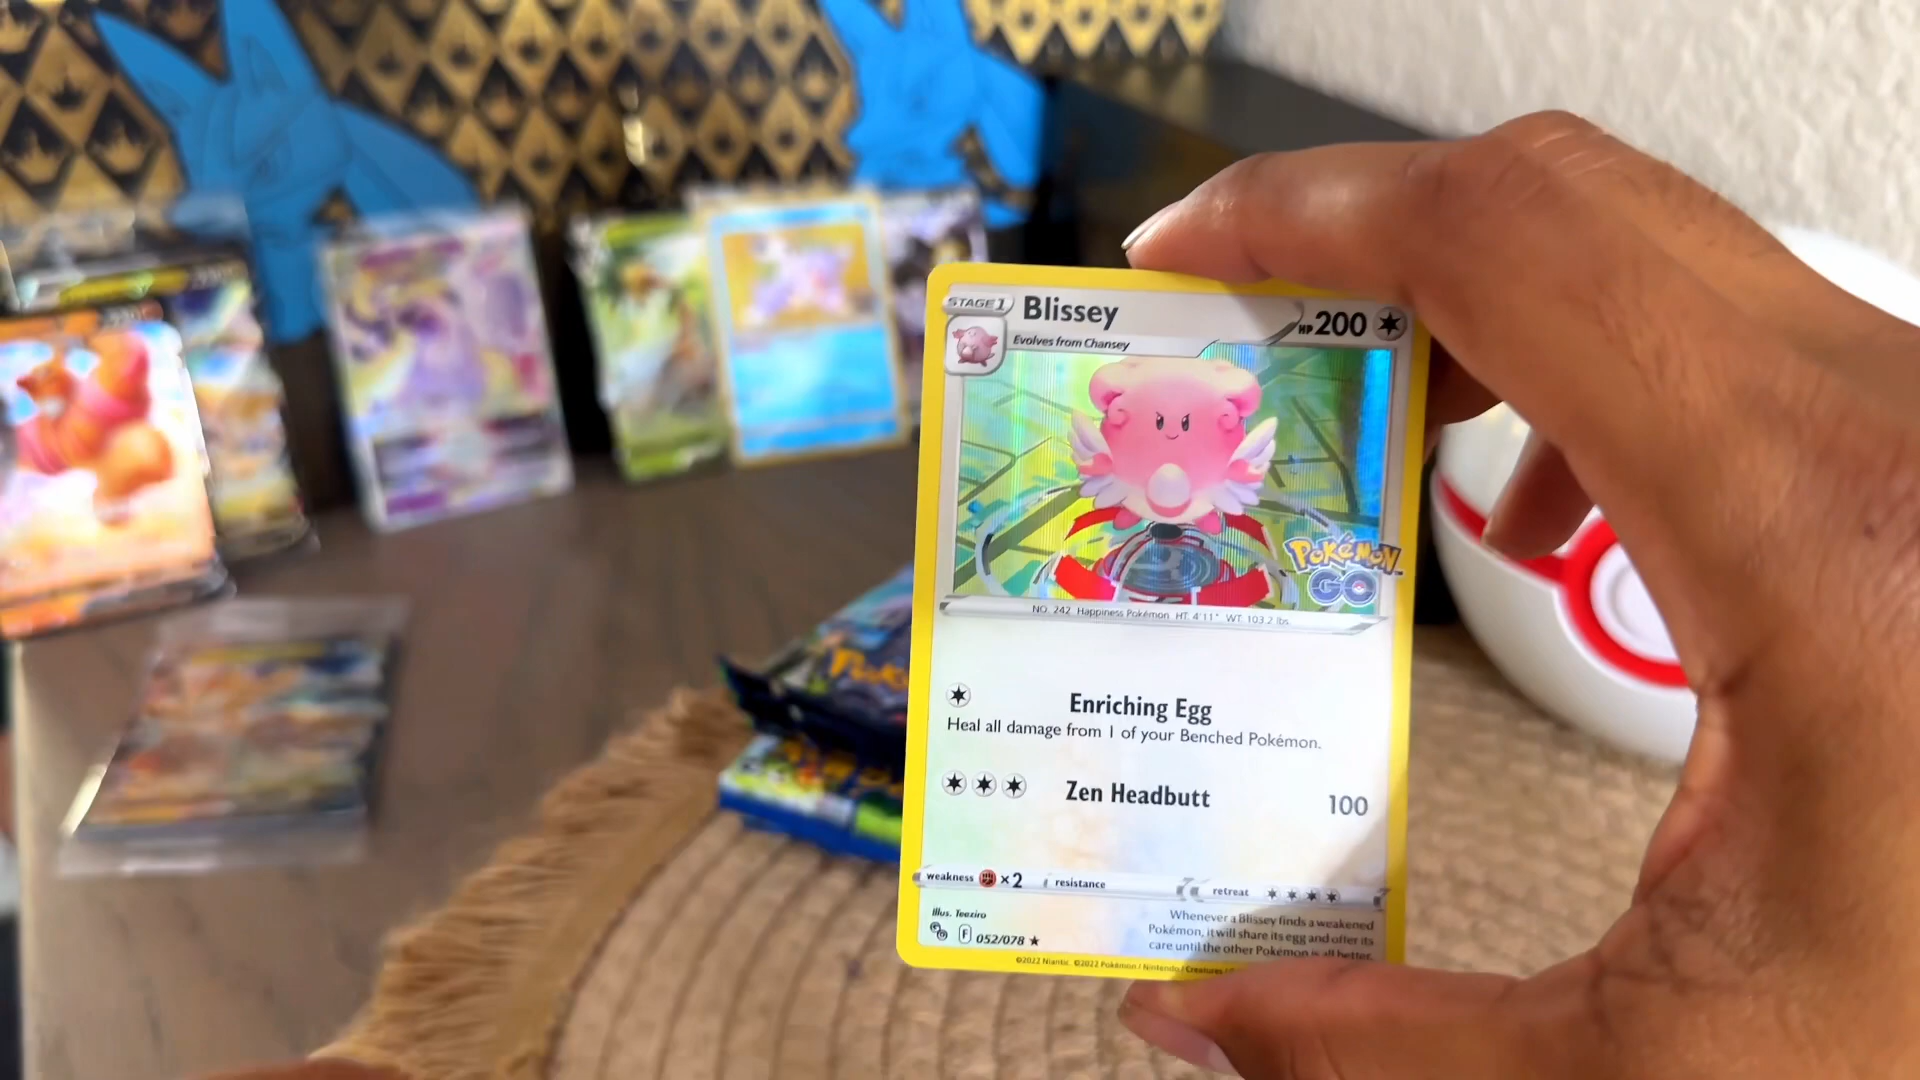 STAGE 1 Blissey HP 200
Evolves from Chansey
Pokémon
GO
NO. 242 Happiness Pokémon HT: 4'11" WT: 103.2 lbs.
Enriching Egg
Heal all damage from 1 of your Benched Pokémon.
Zen Headbutt 100
weakness ×2 resistance retreat
Illus. Teeziro
F 052/078
Whenever a Blissey finds a weakened
Pokémon, it will share its egg and offer its
care until the other Pokémon is all better.
©2022 Niantic. ©2022 Pokémon / Nintendo / Creatures /